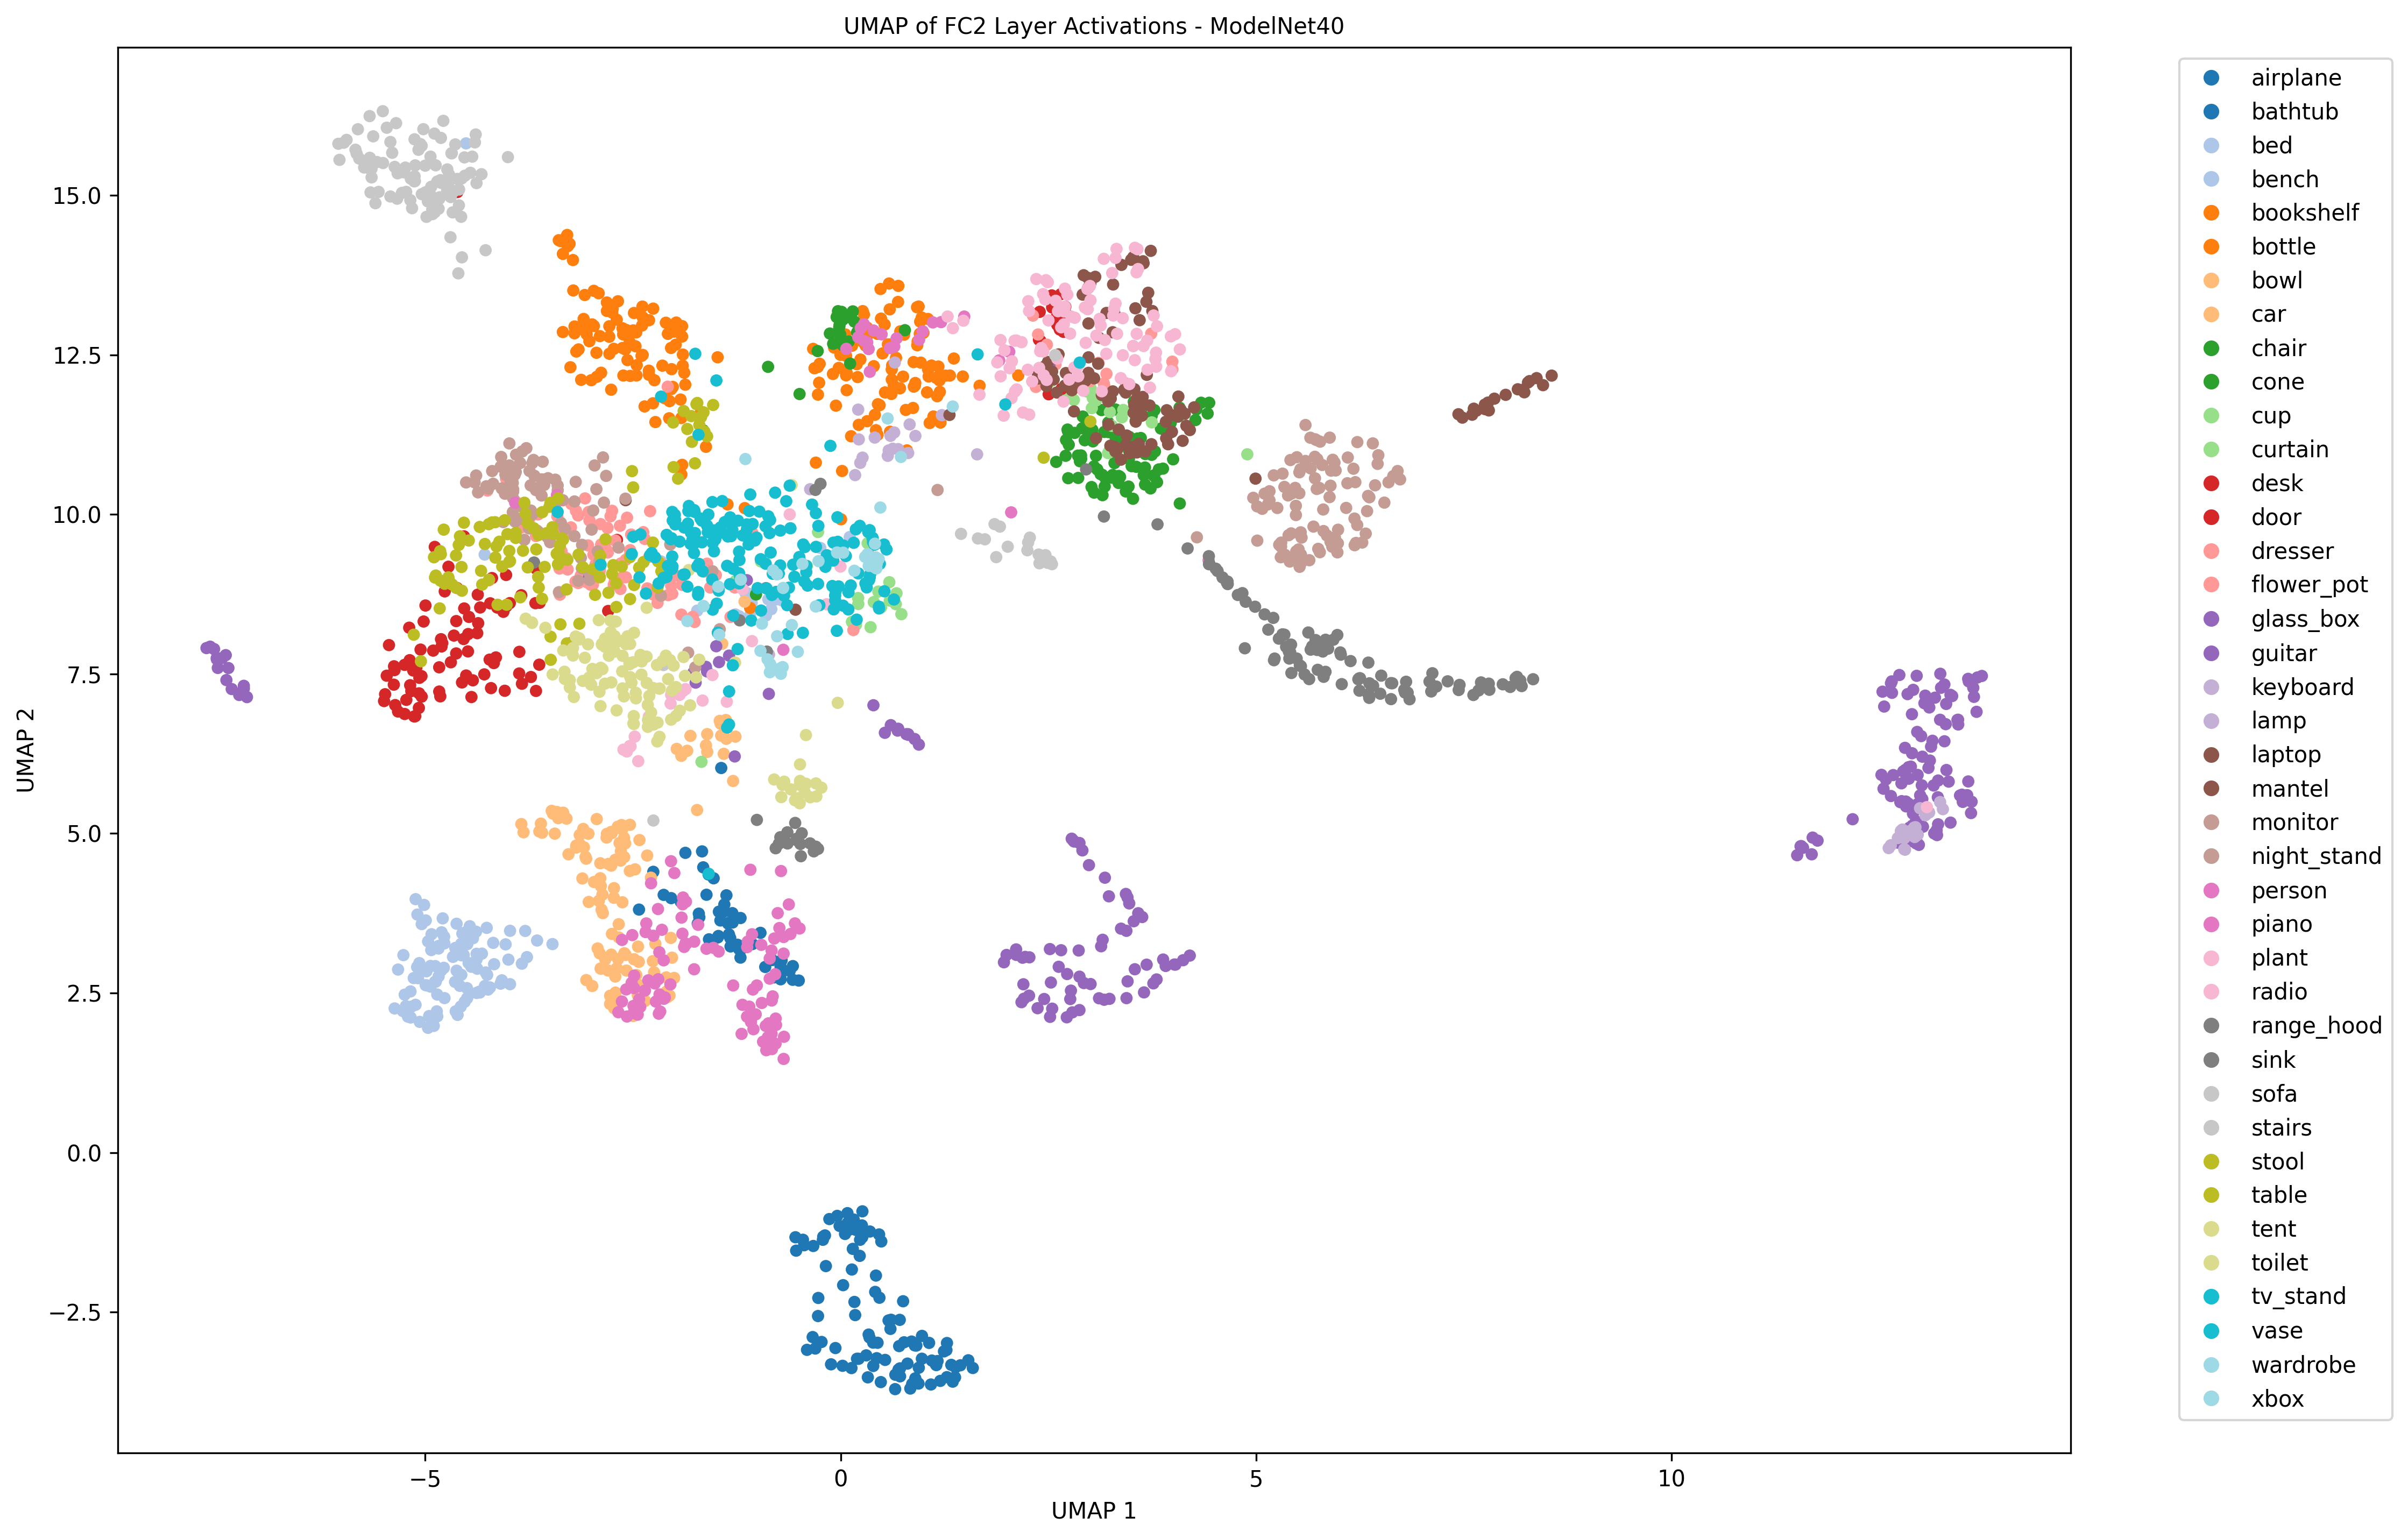 UMAP of FC2 Layer Activations - ModelNet40
airplane
bathtub
bed
bench
bookshelf
bottle
bowl
car
chair
cone
cup
curtain
desk
door
dresser
flower_pot
glass_box
guitar
keyboard
lamp
laptop
mantel
monitor
night_stand
person
piano
plant
radio
range_hood
sink
sofa
stairs
stool
table
tent
toilet
tv_stand
vase
wardrobe
xbox
UMAP 2
15.0
12.5
10.0
7.5
5.0
2.5
0.0
−2.5
−5
0
5
10
UMAP 1